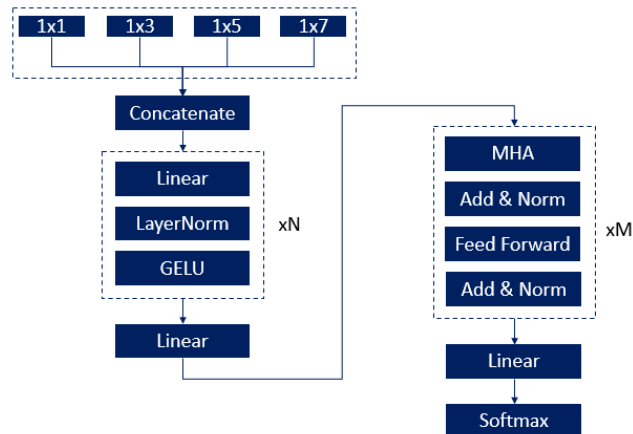 1x1 1x3 1x5 1x7
Concatenate
Linear
LayerNorm
GELU
xN
Linear
MHA
Add & Norm
Feed Forward
Add & Norm
xM
Linear
Softmax